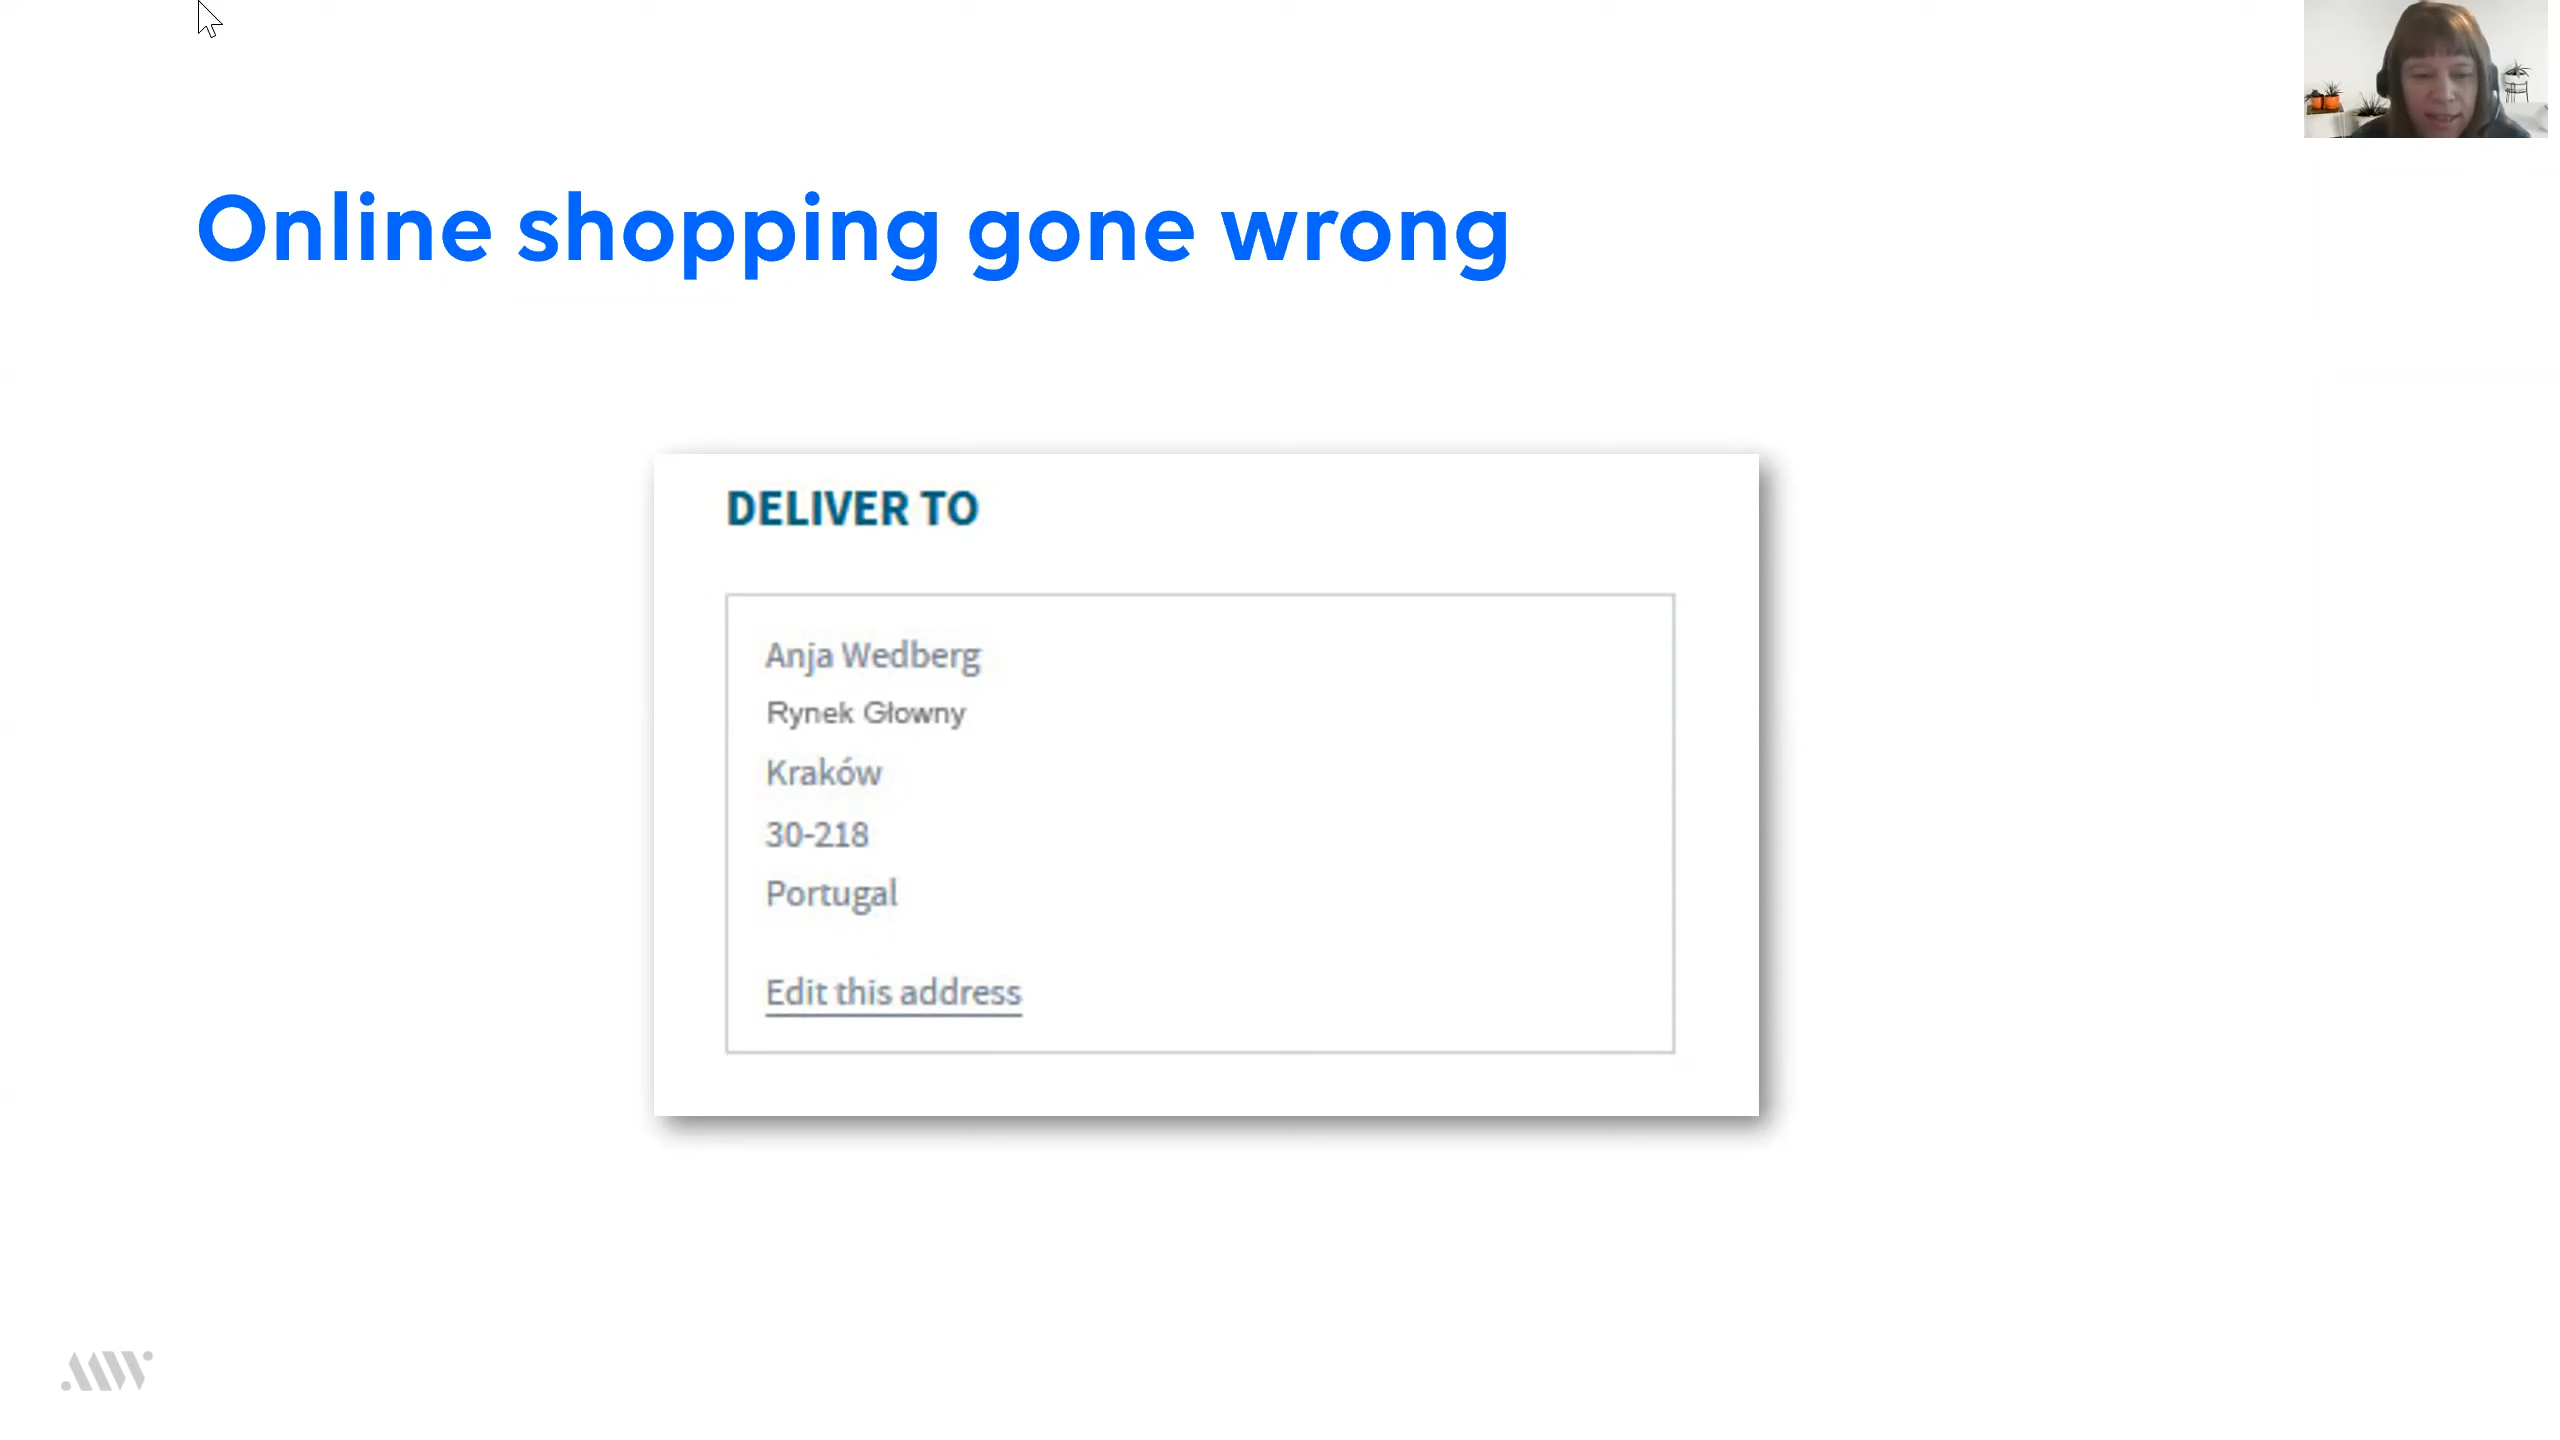 Online shopping gone wrong
DELIVER TO
Anja Wedberg
Rynek Głowny
Kraków
30-218
Portugal
Edit this address